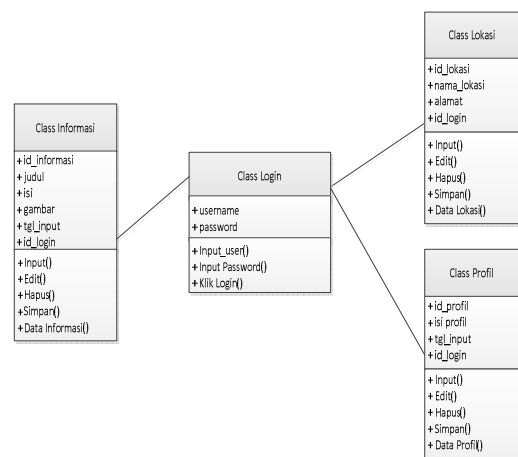 Class Informasi
+id_informasi
+judul
+isi
+gambar
+tgl_input
+id_login
+Input()
+Edit()
+Hapus()
+Simpan()
+Data Informasi()
Class Login
+username
+password
+Input_user()
+Input Password()
+Klik Login()
Class Lokasi
+id_lokasi
+nama_lokasi
+alamat
+id_login
+Input()
+Edit()
+Hapus()
+Simpan()
+Data Lokasi()
Class Profil
+id_profil
+isi profil
+tgl_input
+id_login
+Input()
+Edit()
+Hapus()
+Simpan()
+Data Profil()